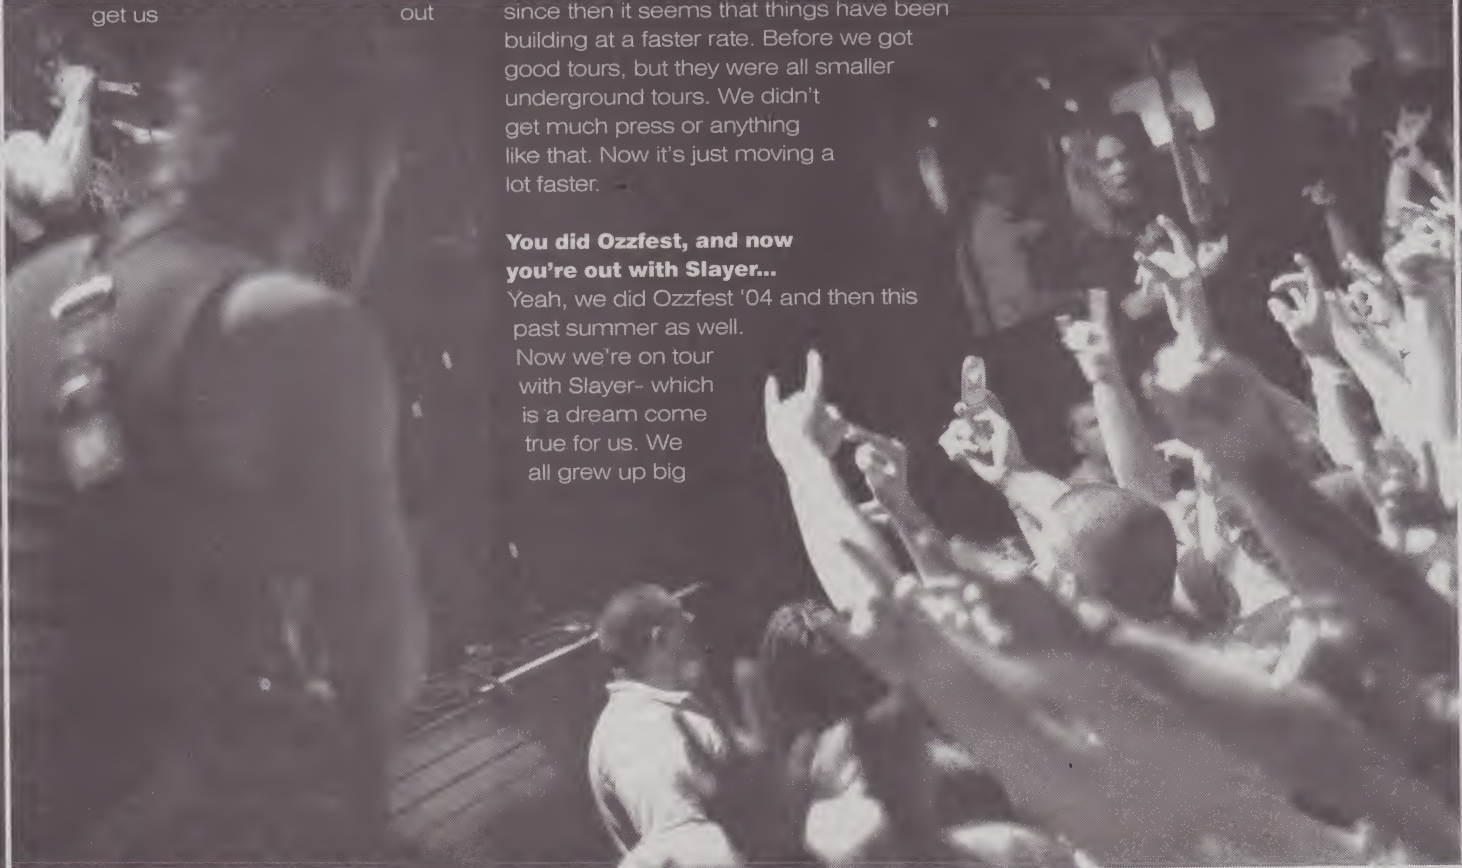 get us out
since then it seems that things have been
building at a faster rate. Before we got
good tours, but they were all smaller
underground tours. We didn't
get much press or anything
like that. Now it's just moving a
lot faster.
You did Ozzfest, and now
you're out with Slayer...
Yeah, we did Ozzfest '04 and then this
past summer as well.
Now we're on tour
with Slayer- which
is a dream come
true for us. We
all grew up big